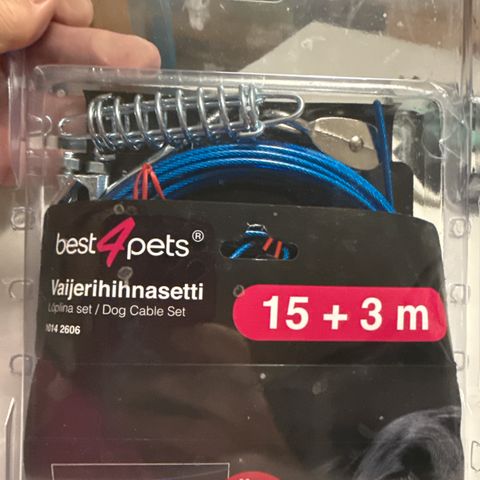 best4pets®
Vaijerihihnasetti
Löplina set / Dog Cable Set
1014 2606
15 + 3 m